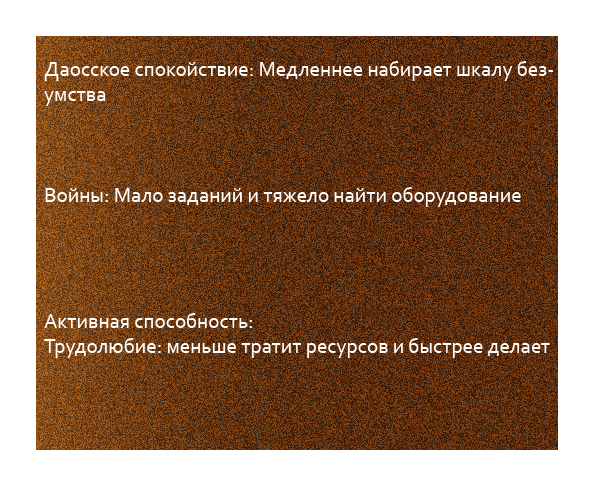 Даосское спокойствие: Медленнее набирает шкалу без-
умства
Войны: Мало заданий и тяжело найти оборудование
Активная способность:
Трудолюбие: меньше тратит ресурсов и быстрее делает